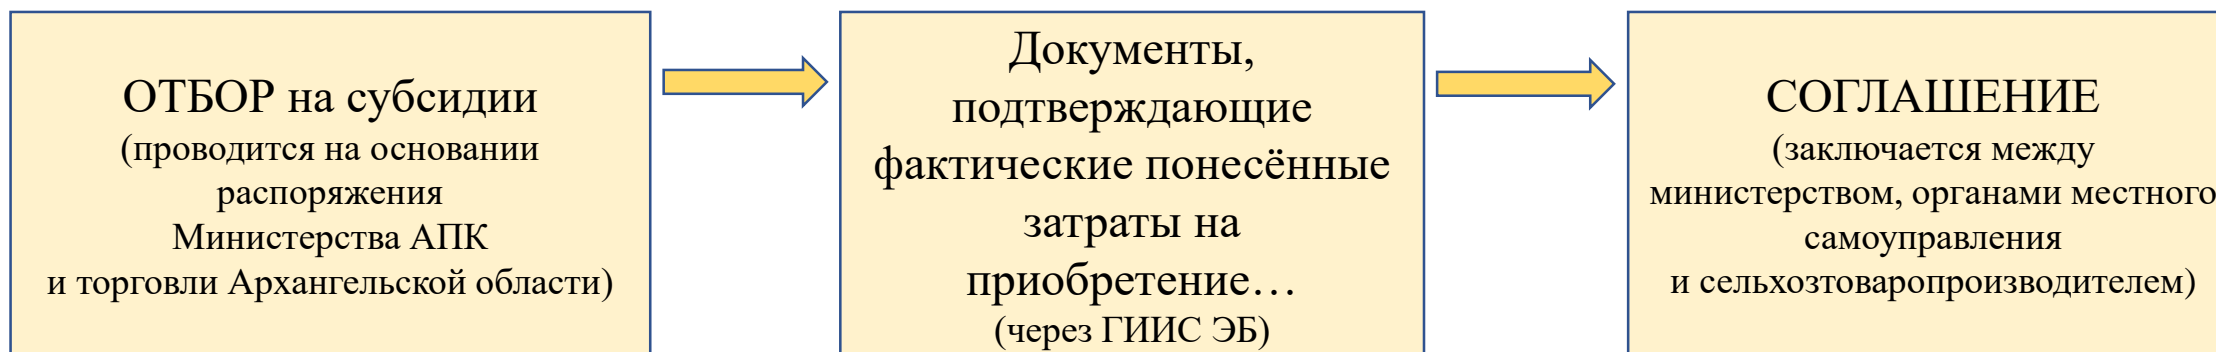 ОТБОР на субсидии
(проводится на основании
распоряжения
Министерства АПК
и торговли Архангельской области)
Документы,
подтверждающие
фактические понесённые
затраты на
приобретение…
(через ГИИС ЭБ)
СОГЛАШЕНИЕ
(заключается между
министерством, органами местного
самоуправления
и сельхозтоваропроизводителем)